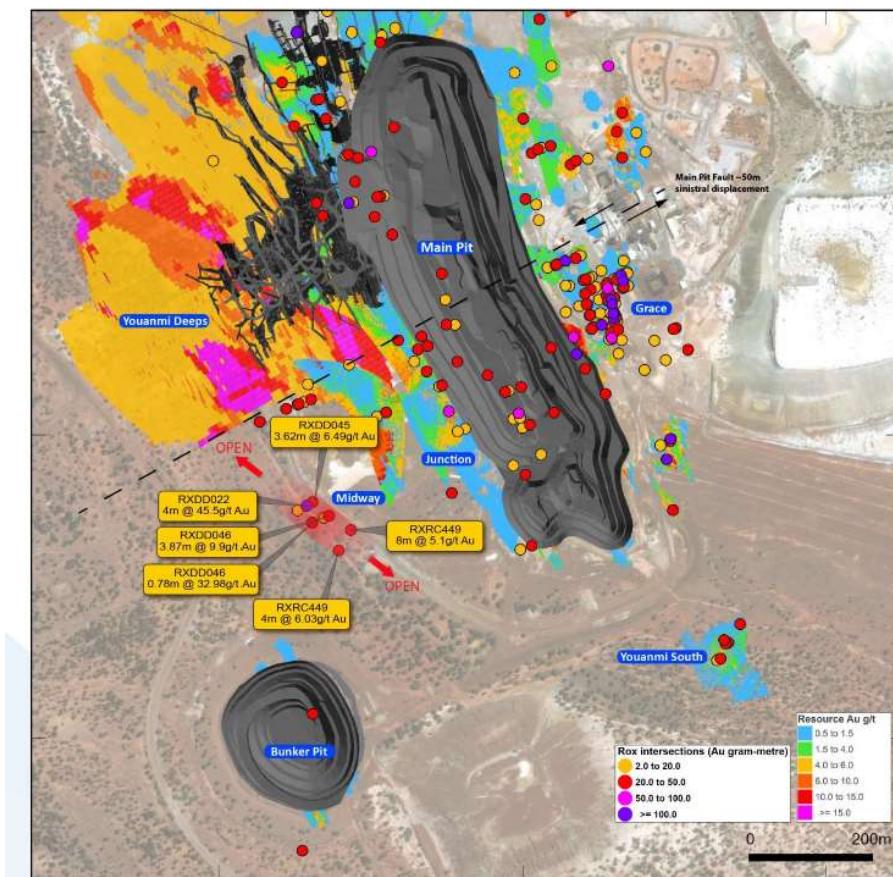 Main Pit Fault ~50m
sinistral displacement
Main Pit
Grace
Youanmi Deeps
RXDD045
3.62m @ 6.49g/t Au
OPEN
Junction
Midway
RXDD022
4m @ 45.5g/t Au
RXRC449
8m @ 5.1g/t Au
RXDD046
3.87m @ 9.9g/t Au
RXDD046
0.78m @ 32.98g/t Au
OPEN
RXRC449
4m @ 6.03g/t Au
Youanmi South
Bunker Pit
Rox intersections (Au gram-metre)
2.0 to 20.0
20.0 to 50.0
50.0 to 100.0
>= 100.0
Resource Au g/t
0.5 to 1.5
1.5 to 4.0
4.0 to 6.0
6.0 to 10.0
10.0 to 15.0
>= 15.0
0 200m